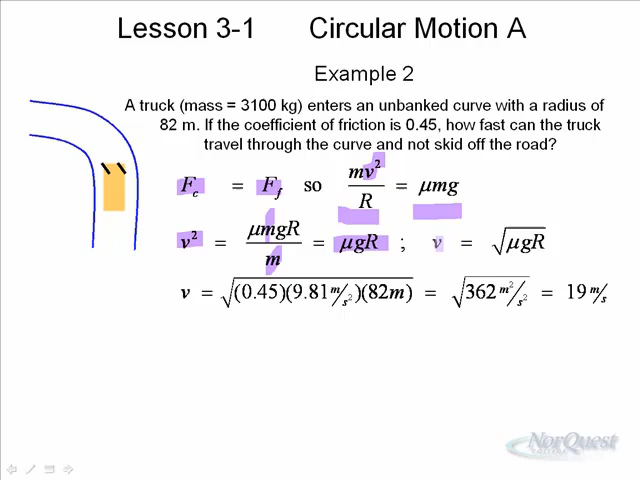 Lesson 3-1 Circular Motion A
Example 2
A truck (mass = 3100 kg) enters an unbanked curve with a radius of
82 m. If the coefficient of friction is 0.45, how fast can the truck
travel through the curve and not skid off the road?
F_c = F_f so mv²/R = μmg
v² = μmgR/m = μgR ; v = √μgR
v = √(0.45)(9.81 m/s²)(82m) = √362 m²/s² = 19 m/s
NorQuest